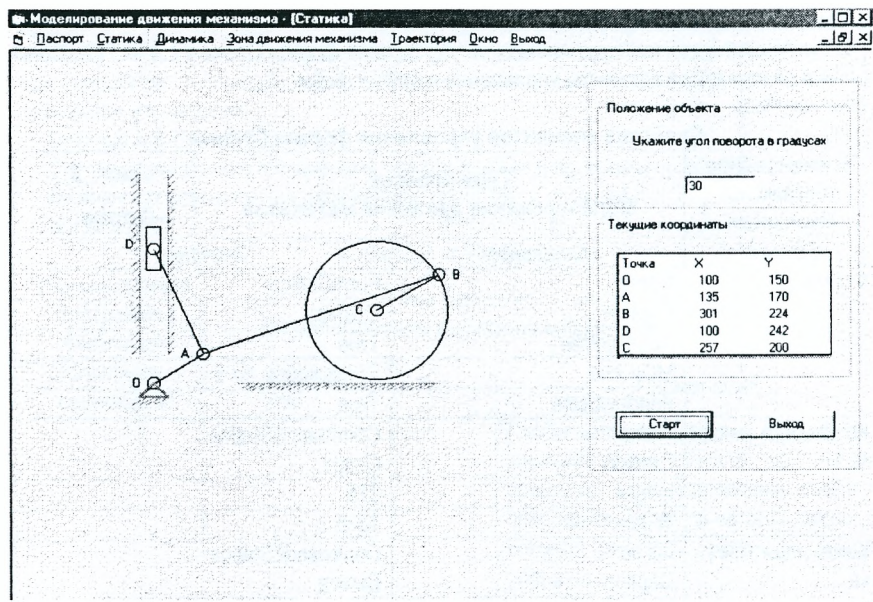 Моделирование движения механизма - [Статика]
Паспорт Статика Динамика Зона движения механизма Траектория Окно Выход
Положение объекта
Укажите угол поворота в градусах
30
Текущие координаты
Точка X Y
O 100 150
A 135 170
B 301 224
D 100 242
C 257 200
Старт Выход
D
B
C
A
O